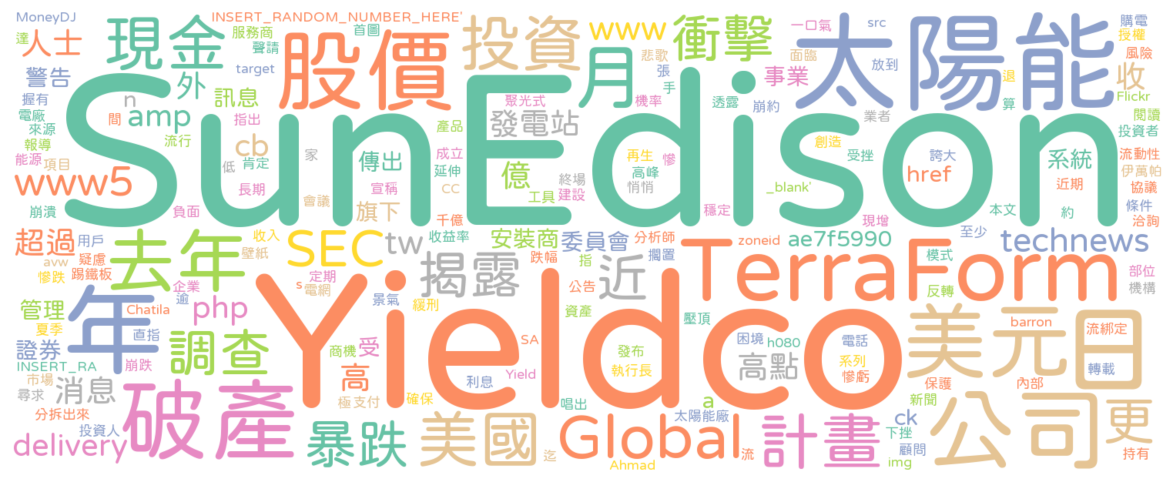 MoneyDJ
INSERT_RANDOM_NUMBER_HERE'
達
人士
服務商
首圖
現金
聲請
股價
投資
www
悲歌
衝擊
一口氣
面臨
src
放到
太陽能
購電
授權
風險
警告
target
握有
外
電廠
訊息
n
間
amp
來源
報導
流行
指出
能源
項目
低
肯定
cb
家
聚光式
產品
發電站
月
張
手
機率
透露
崩約
事業
業者
創造
退
算
收
Flickr
閱讀
投資者
SunEdison
www5
長期
傳出
成立
延伸
會議
宣稱
CC
億
終場
建設
工具
再生
高峰
悄悄
慘
受挫
_blank'
誇大
href
系統
流動性
伊萬帕
近期
協議
崩潰
負面
旗下
千億
穩定
現增
本文
約
條件
洽詢
超過
用戶
avw
疑慮
慘跌
踢鐵板
去年
收入
壁紙
SEC
tw
收益率
安裝商
委員會
分析師
跌幅
指
擱置
zoneid
ae7f5990
至少
technews
企業
s
定期
電網
景氣
揭露
公告
近
TerraForm
模式
反轉
部位
機構
管理
夏季
年
Chatila
逾
php
緩刑
資產
壓頂
直指
證券
調查
商機
受
SA
發布
執行長
困境
h080
電話
系列
慘虧
高點
Yieldco
美元
barron
日
流綁定
轉載
INSERT_RA
崩跌
市場
尋求
消息
高
極支付
利息
Yield
確保
保護
內部
分拆出來
投資人
delivery
破產
暴跌
美國
唱出
迄
Global
太陽能廠
Ahmad
流
a
計畫
ck
新聞
下挫
img
顧問
公司
更
持有